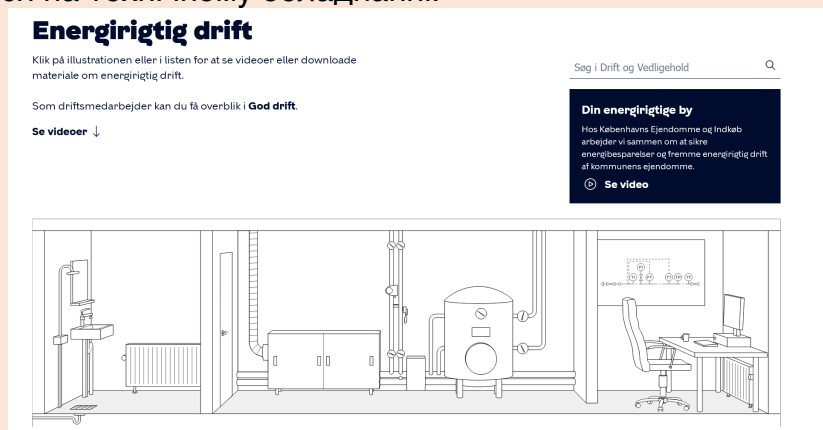 Energirigtig drift
Klik på illustrationen eller i listen for at se videoer eller downloade
materiale om energirigtig drift.
Som driftsmedarbejder kan du få overblik i God drift.
Se videoer ↓
Søg i Drift og Vedligehold
Din energirigtige by
Hos Københavns Ejendomme og Indkøb
arbejder vi sammen om at sikre
energibesparelser og fremme energirigtig drift
af kommunens ejendomme.
Se video